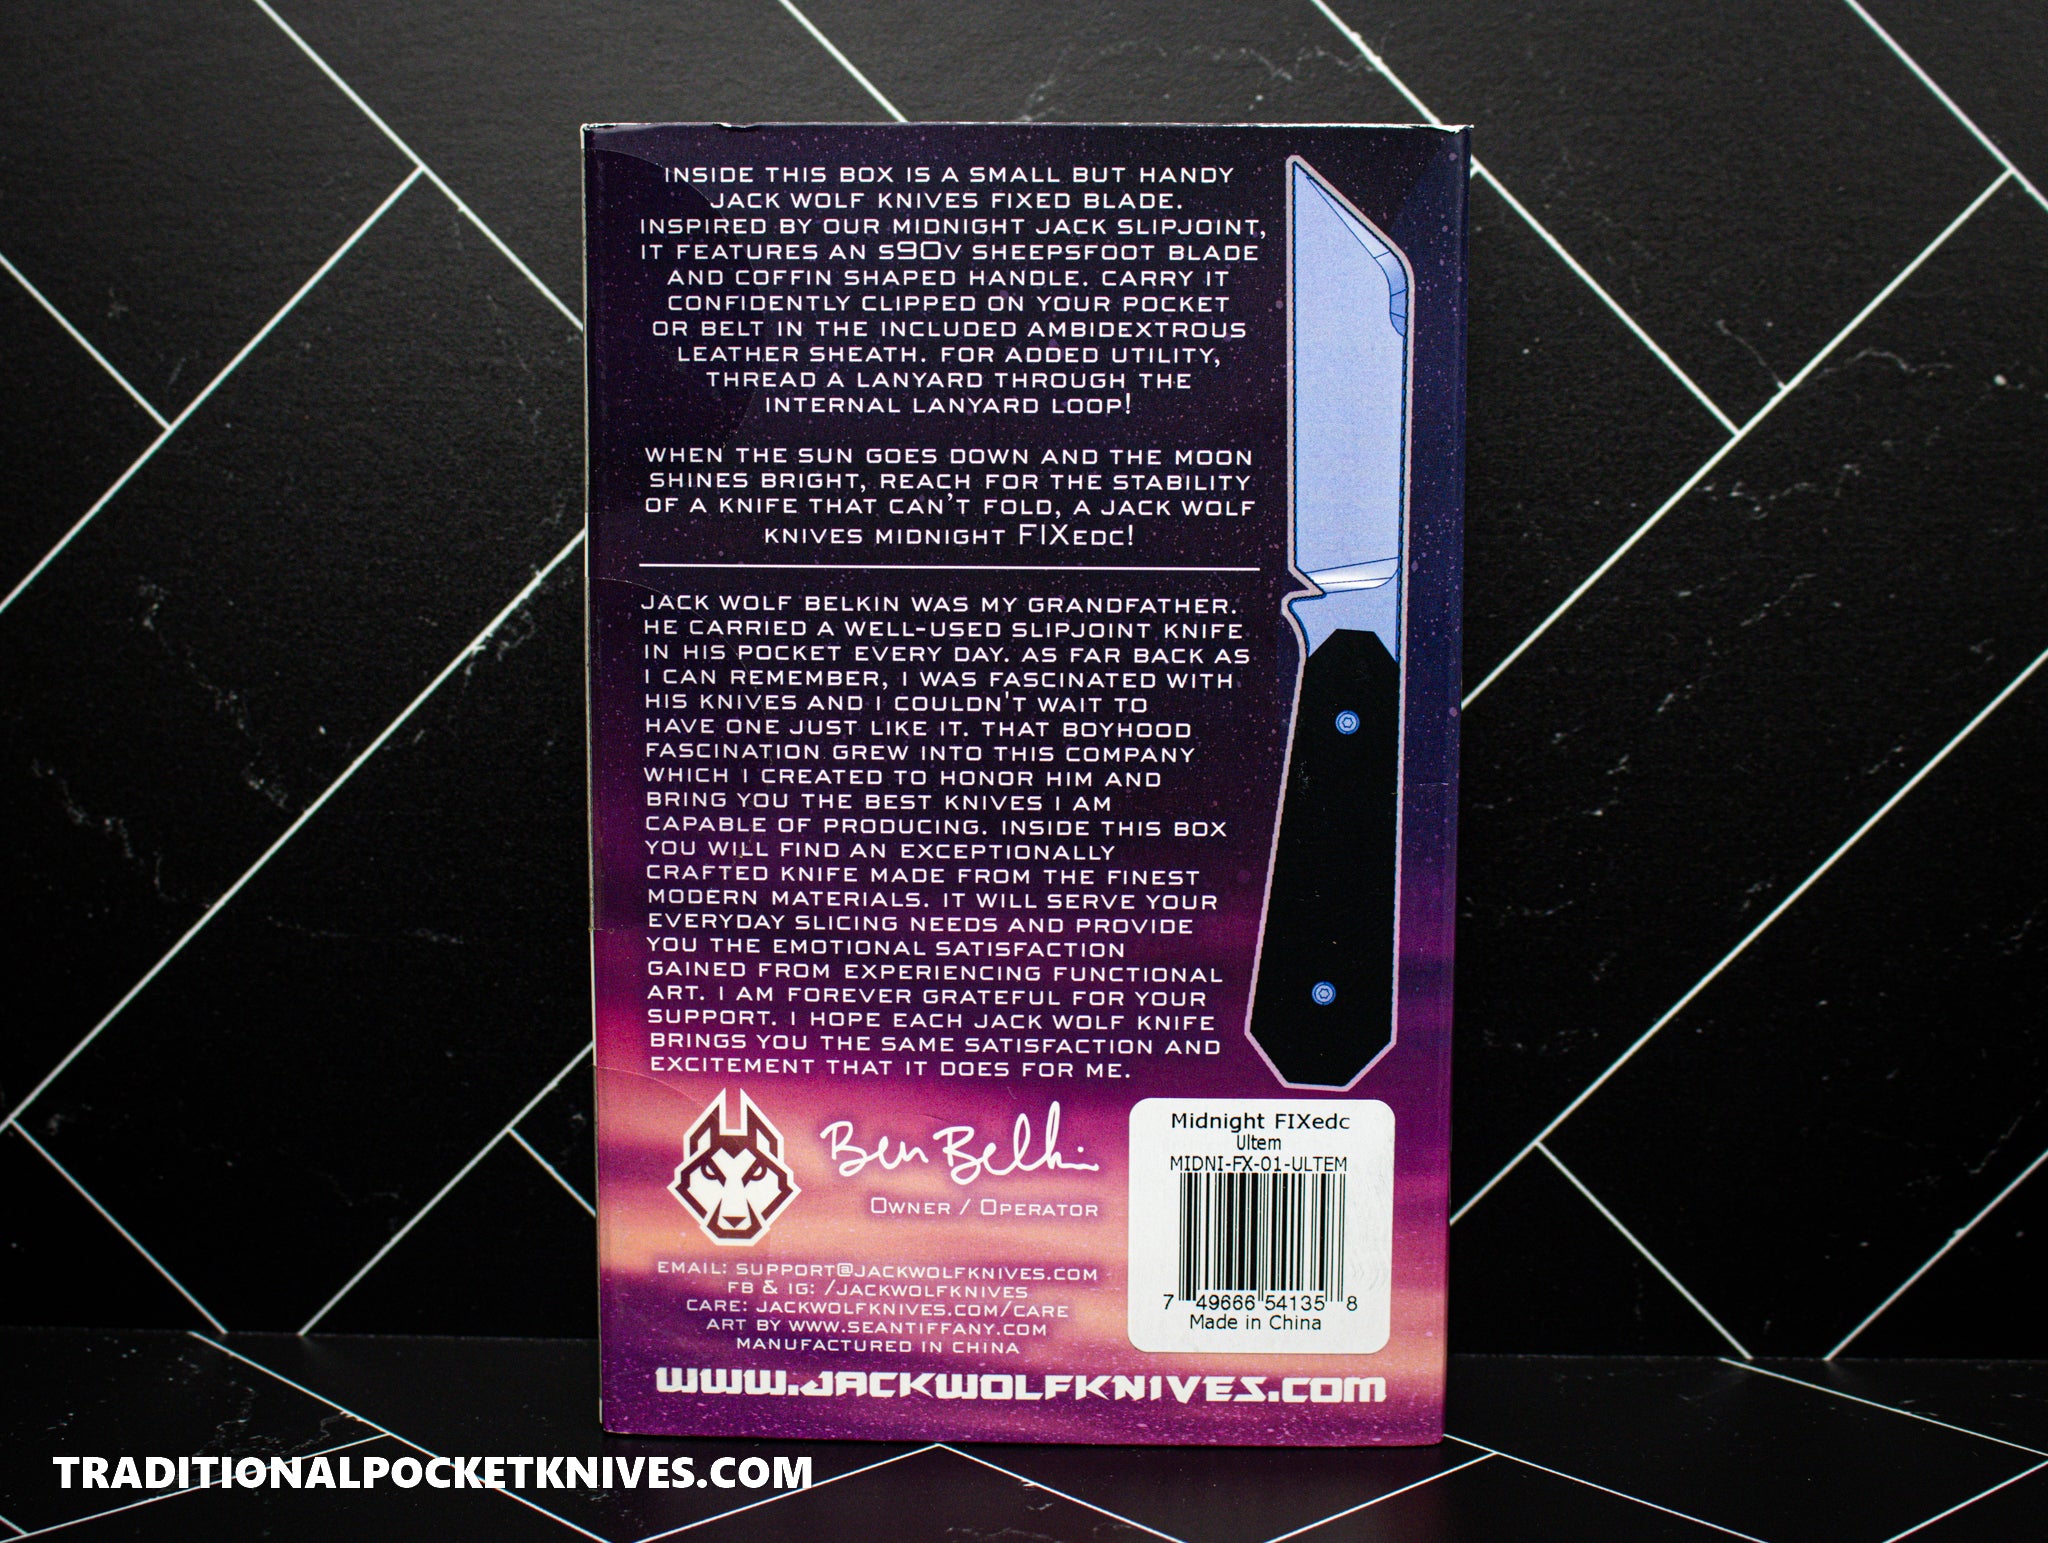 INSIDE THIS BOX IS A SMALL BUT HANDY
JACK WOLF KNIVES FIXED BLADE.
INSPIRED BY OUR MIDNIGHT JACK SLIPJOINT,
IT FEATURES AN S90V SHEEPSFOOT BLADE
AND COFFIN SHAPED HANDLE. CARRY IT
CONFIDENTLY CLIPPED ON YOUR POCKET
OR BELT IN THE INCLUDED AMBIDEXTROUS
LEATHER SHEATH. FOR ADDED UTILITY,
THREAD A LANYARD THROUGH THE
INTERNAL LANYARD LOOP!
WHEN THE SUN GOES DOWN AND THE MOON
SHINES BRIGHT, REACH FOR THE STABILITY
OF A KNIFE THAT CAN'T FOLD, A JACK WOLF
KNIVES MIDNIGHT FIXEDC!
JACK WOLF BELKIN WAS MY GRANDFATHER.
HE CARRIED A WELL-USED SLIPJOINT KNIFE
IN HIS POCKET EVERY DAY. AS FAR BACK AS
I CAN REMEMBER, I WAS FASCINATED WITH
HIS KNIVES AND I COULDN'T WAIT TO
HAVE ONE JUST LIKE IT. THAT BOYHOOD
FASCINATION GREW INTO THIS COMPANY
WHICH I CREATED TO HONOR HIM AND
BRING YOU THE BEST KNIVES I AM
CAPABLE OF PRODUCING. INSIDE THIS BOX
YOU WILL FIND AN EXCEPTIONALLY
CRAFTED KNIFE MADE FROM THE FINEST
MODERN MATERIALS. IT WILL SERVE YOUR
EVERYDAY SLICING NEEDS AND PROVIDE
YOU THE EMOTIONAL SATISFACTION
GAINED FROM EXPERIENCING FUNCTIONAL
ART. I AM FOREVER GRATEFUL FOR YOUR
SUPPORT. I HOPE EACH JACK WOLF KNIFE
BRINGS YOU THE SAME SATISFACTION AND
EXCITEMENT THAT IT DOES FOR ME.
Ben Belkin
OWNER / OPERATOR
EMAIL: SUPPORT@JACKWOLFKNIVES.COM
FB & IG: /JACKWOLFKNIVES
CARE: JACKWOLFKNIVES.COM/CARE
ART BY WWW.SEANTIFFANY.COM
MANUFACTURED IN CHINA
Midnight FIXedc
Ultem
MIDNI-FX-01-ULTEM
7 49666 54135 8
Made in China
WWW.JACKWOLFKNIVES.COM
TRADITIONALPOCKETKNIVES.COM